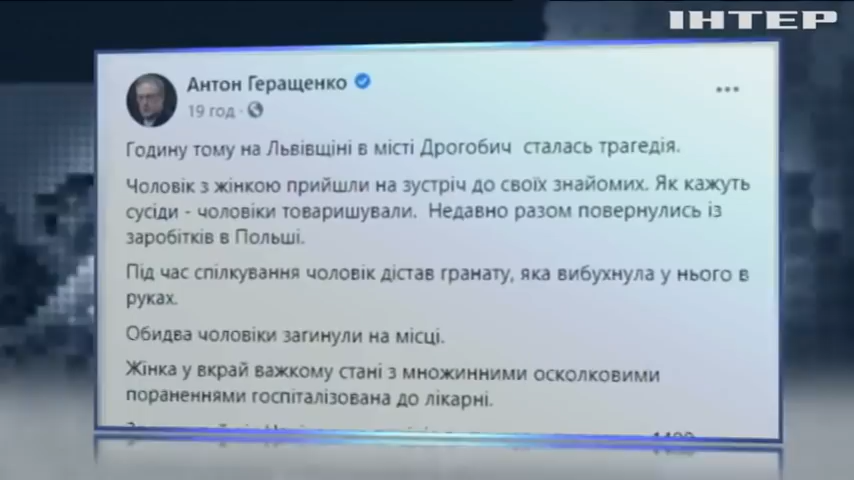 ІНТЕР
Антон Геращенко
19 год ·
Годину тому на Львівщині в місті Дрогобич сталась трагедія.
Чоловік з жінкою прийшли на зустріч до своїх знайомих. Як кажуть
сусіди - чоловіки товаришували. Недавно разом повернулись із
заробітків в Польші.
Під час спілкування чоловік дістав гранату, яка вибухнула у нього в
руках.
Обидва чоловіки загинули на місці.
Жінка у вкрай важкому стані з множинними осколковими
пораненнями госпіталізована до лікарні.